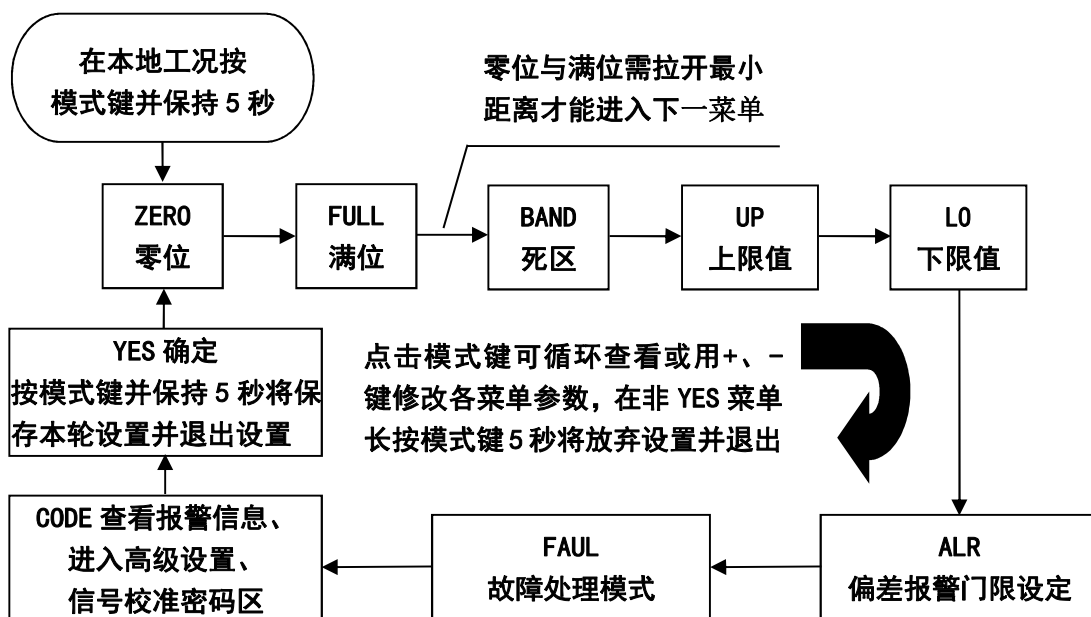 在本地工况按
模式键并保持 5 秒
零位与满位需拉开最小
距离才能进入下一菜单
ZERO
零位
FULL
满位
BAND
死区
UP
上限值
LO
下限值
YES 确定
按模式键并保持 5 秒将保
存本轮设置并退出设置
点击模式键可循环查看或用+、-
键修改各菜单参数，在非 YES 菜单
长按模式键 5 秒将放弃设置并退出
CODE 查看报警信息、
进入高级设置、
信号校准密码区
FAUL
故障处理模式
ALR
偏差报警门限设定